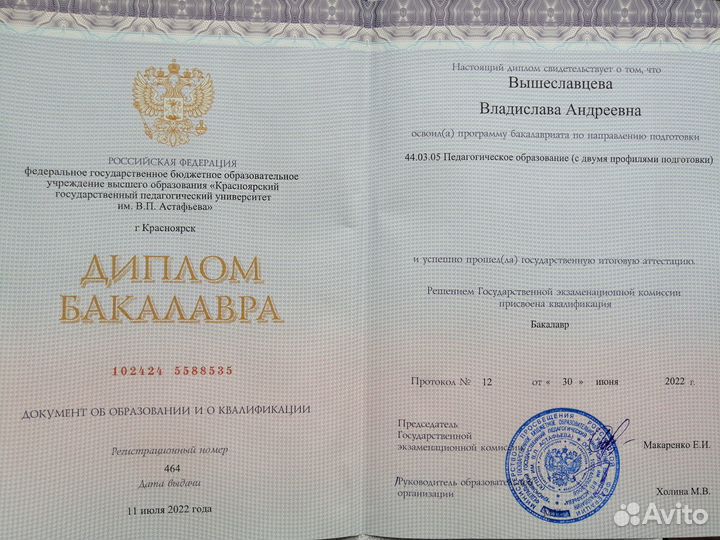 РОССИЙСКАЯ ФЕДЕРАЦИЯ
федеральное государственное бюджетное образовательное
учреждение высшего образования «Красноярский
государственный педагогический университет
им. В.П. Астафьева»
г Красноярск
ДИПЛОМ
БАКАЛАВРА
102424 5588535
ДОКУМЕНТ ОБ ОБРАЗОВАНИИ И О КВАЛИФИКАЦИИ
Регистрационный номер
464
Дата выдачи
11 июля 2022 года
Настоящий диплом свидетельствует о том, что
Вышеславцева
Владислава Андреевна
освоил(а) программу бакалавриата по направлению подготовки
44.03.05 Педагогическое образование (с двумя профилями подготовки)
и успешно прошел(ла) государственную итоговую аттестацию.
Решением Государственной экзаменационной комиссии
присвоена квалификация
Бакалавр
Протокол № 12 от « 30 » июня 2022 г.
Председатель
Государственной
экзаменационной комиссии
Макаренко Е.И.
Руководитель
организации
Холина М.В.
Avito